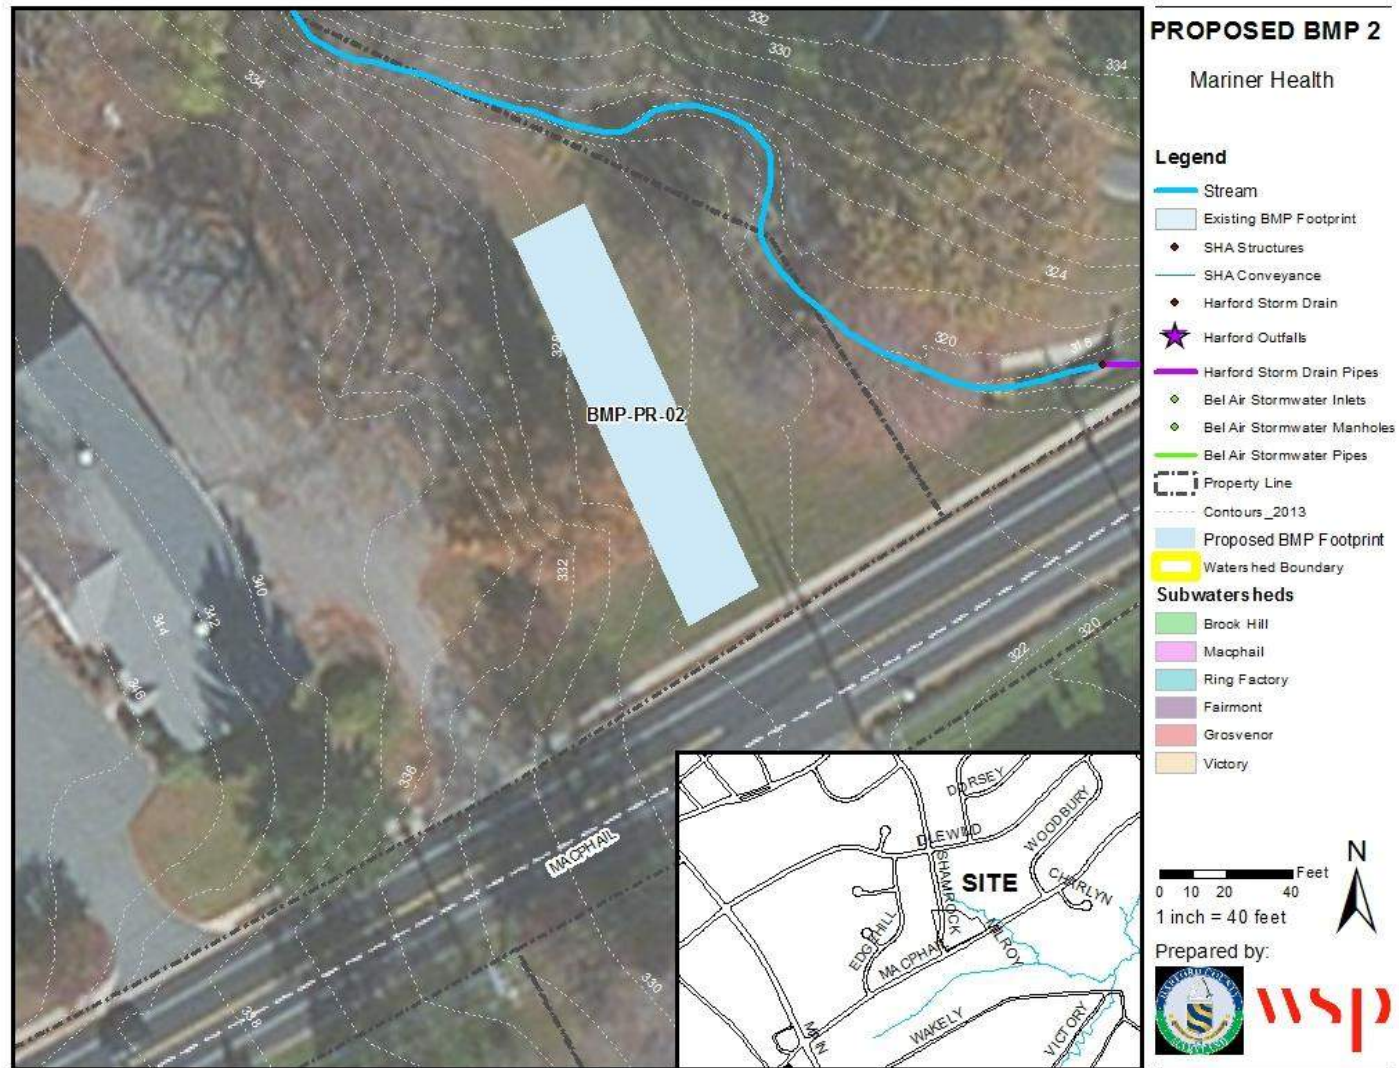 332
330
334
334
324
320
316
328
BMP-PR-02
332
340
342
344
346
336
322
320
MACPHAIL
330
338
DORSEY
WOODBURY
SHAMROCK
SITE
CHARLYN
EDGEHILL
MACPHAIL
KILROY
WAKELY
VICTORY
MAIN
PROPOSED BMP 2
Mariner Health
Legend
Stream
Existing BMP Footprint
SHA Structures
SHA Conveyance
Harford Storm Drain
Harford Outfalls
Harford Storm Drain Pipes
Bel Air Stormwater Inlets
Bel Air Stormwater Manholes
Bel Air Stormwater Pipes
Property Line
Contours_2013
Proposed BMP Footprint
Watershed Boundary
Subwatersheds
Brook Hill
Macphail
Ring Factory
Fairmont
Grosvenor
Victory
N
Feet
0 10 20 40
1 inch = 40 feet
Prepared by:
HARFORD COUNTY
MARYLAND
wsp